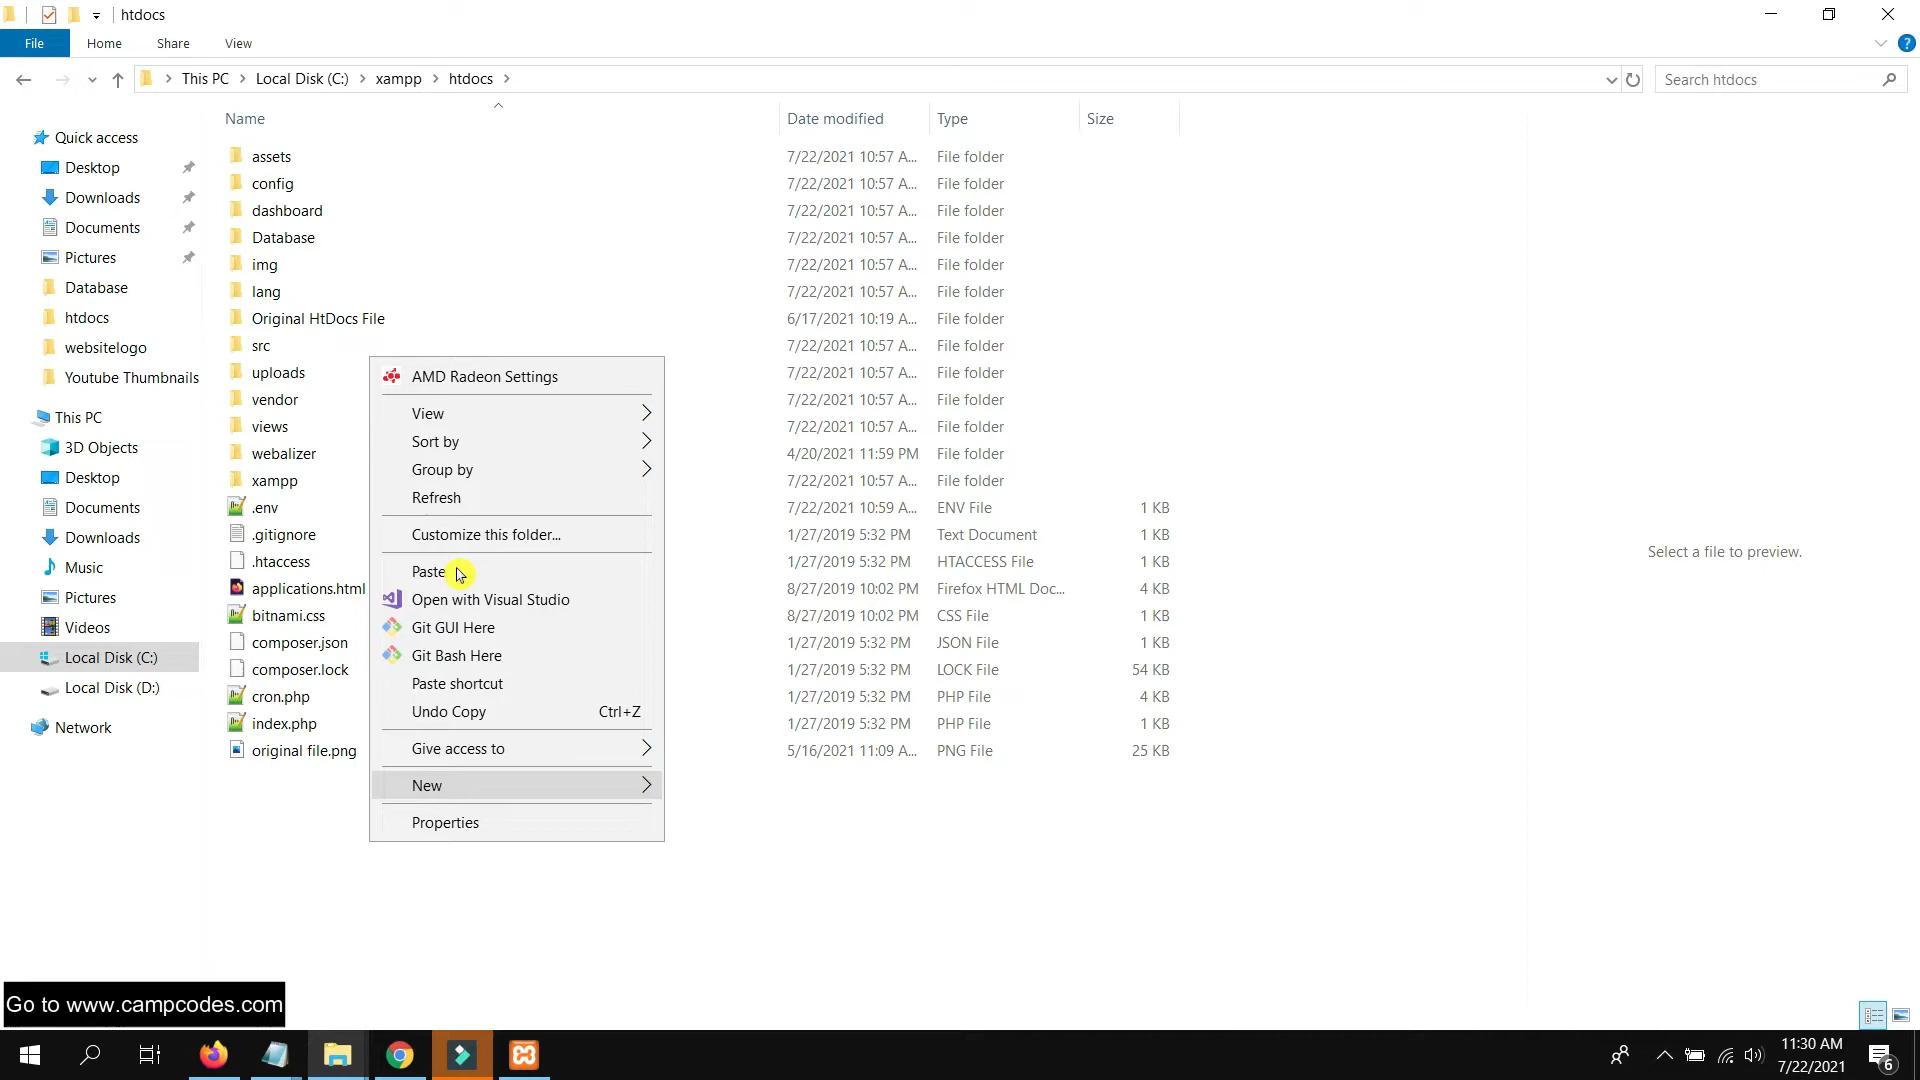 htdocs
File Home Share View
This PC Local Disk (C:) xampp htdocs
Search htdocs
Name Date modified Type Size
Quick access
Desktop
Downloads
Documents
Pictures
Database
htdocs
websitelogo
Youtube Thumbnails
This PC
3D Objects
Desktop
Documents
Downloads
Music
Pictures
Videos
Local Disk (C:)
Local Disk (D:)
Network
assets 7/22/2021 10:57 A... File folder
config 7/22/2021 10:57 A... File folder
dashboard 7/22/2021 10:57 A... File folder
Database 7/22/2021 10:57 A... File folder
img 7/22/2021 10:57 A... File folder
lang 7/22/2021 10:57 A... File folder
Original HtDocs File 6/17/2021 10:19 A... File folder
src 7/22/2021 10:57 A... File folder
uploads 7/22/2021 10:57 A... File folder
vendor 7/22/2021 10:57 A... File folder
views 7/22/2021 10:57 A... File folder
webalizer 4/20/2021 11:59 PM File folder
xampp 7/22/2021 10:57 A... File folder
.env 7/22/2021 10:59 A... ENV File 1 KB
.gitignore 1/27/2019 5:32 PM Text Document 1 KB
.htaccess 1/27/2019 5:32 PM HTACCESS File 1 KB
applications.html 8/27/2019 10:02 PM Firefox HTML Doc... 4 KB
bitnami.css 8/27/2019 10:02 PM CSS File 1 KB
composer.json 1/27/2019 5:32 PM JSON File 1 KB
composer.lock 1/27/2019 5:32 PM LOCK File 54 KB
cron.php 1/27/2019 5:32 PM PHP File 4 KB
index.php 1/27/2019 5:32 PM PHP File 1 KB
original file.png 5/16/2021 11:09 A... PNG File 25 KB
AMD Radeon Settings
View
Sort by
Group by
Refresh
Customize this folder...
Paste
Open with Visual Studio
Git GUI Here
Git Bash Here
Paste shortcut
Undo Copy Ctrl+Z
Give access to
New
Properties
Select a file to preview.
Go to www.campcodes.com
11:30 AM
7/22/2021
6